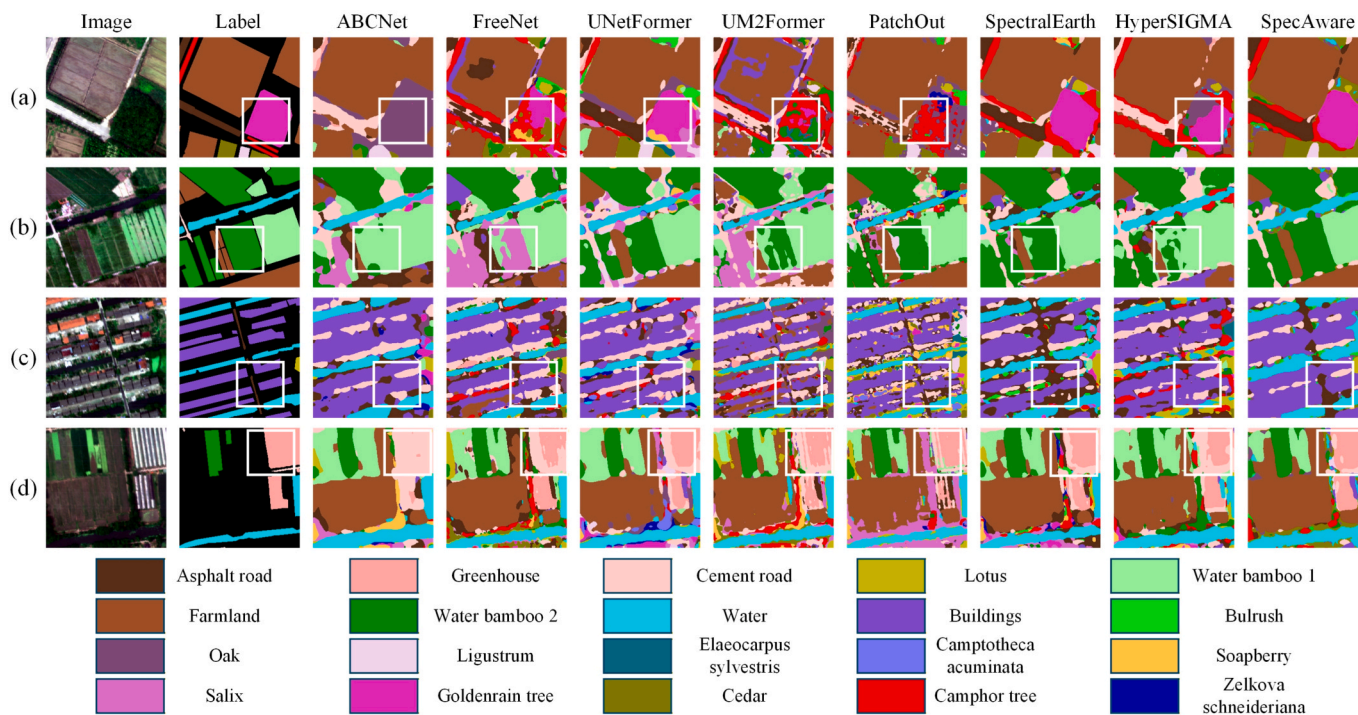 Image Label ABCNet FreeNet UNetFormer UM2Former PatchOut SpectralEarth HyperSIGMA SpecAware
(a)
(b)
(c)
(d)
Asphalt road Greenhouse Cement road Lotus Water bamboo 1
Farmland Water bamboo 2 Water Buildings Bulrush
Oak Ligustrum Elaeocarpus sylvestris Camptotheca acuminata Soapberry
Salix Goldenrain tree Cedar Camphor tree Zelkova schneideriana